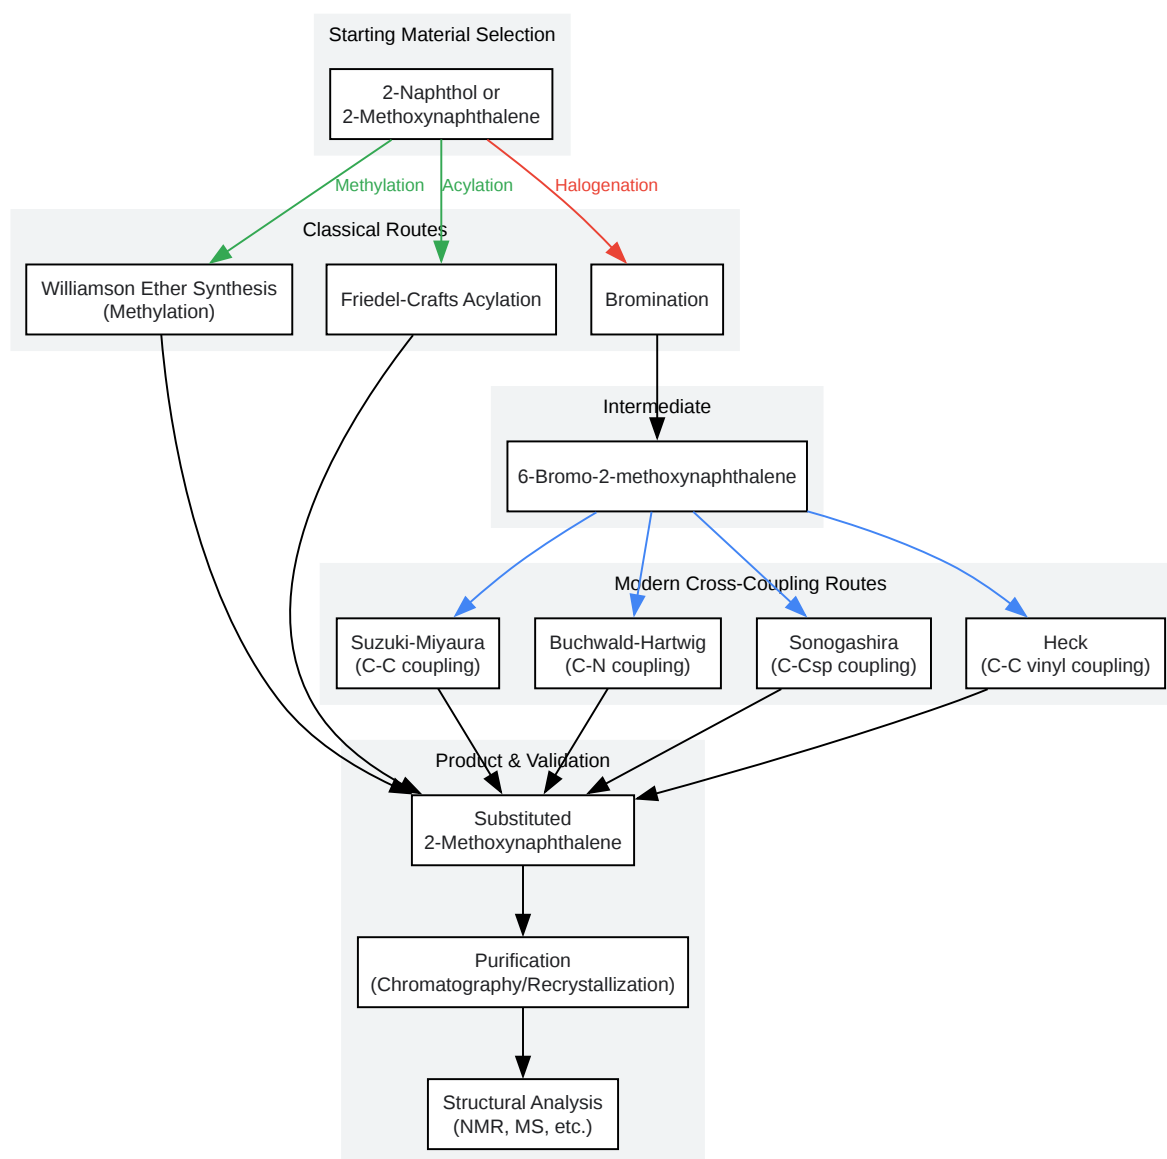 Starting Material Selection
2-Naphthol or
2-Methoxynaphthalene
Methylation
Acylation
Halogenation
Classical Routes
Williamson Ether Synthesis
(Methylation)
Friedel-Crafts Acylation
Bromination
Intermediate
6-Bromo-2-methoxynaphthalene
Modern Cross-Coupling Routes
Suzuki-Miyaura
(C-C coupling)
Buchwald-Hartwig
(C-N coupling)
Sonogashira
(C-Csp coupling)
Heck
(C-C vinyl coupling)
Product & Validation
Substituted
2-Methoxynaphthalene
Purification
(Chromatography/Recrystallization)
Structural Analysis
(NMR, MS, etc.)